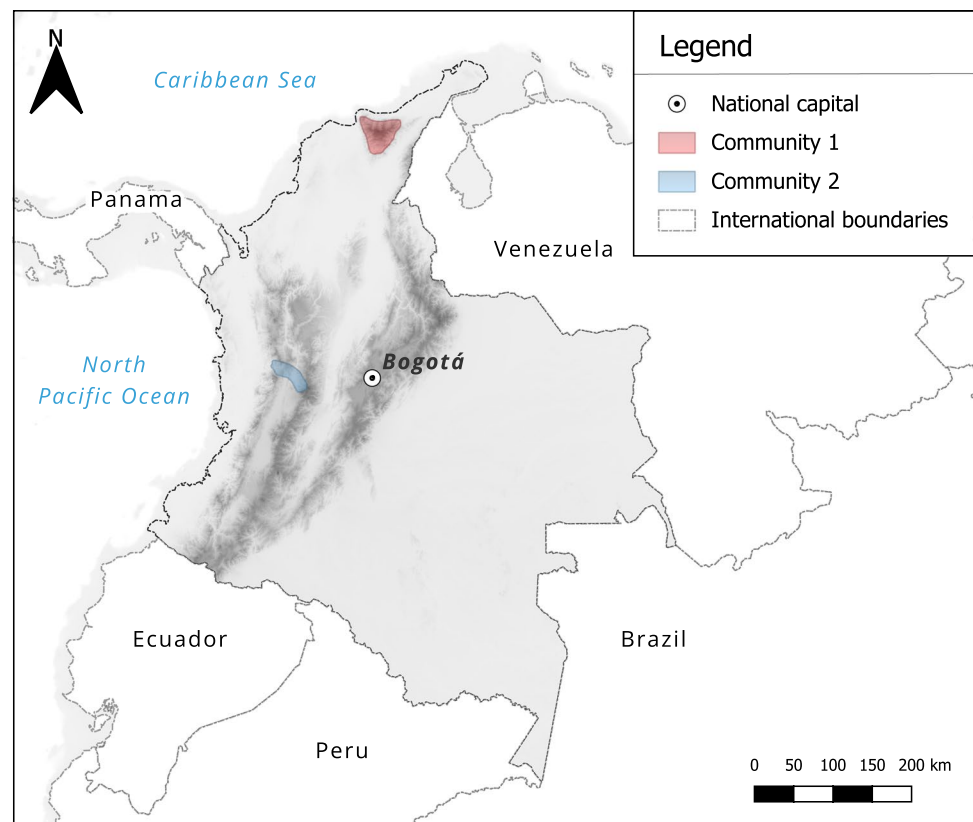 N
Caribbean Sea
Legend
National capital
Community 1
Community 2
International boundaries
Panama
Venezuela
North
Pacific Ocean
Bogotá
Ecuador
Brazil
Peru
0 50 100 150 200 km